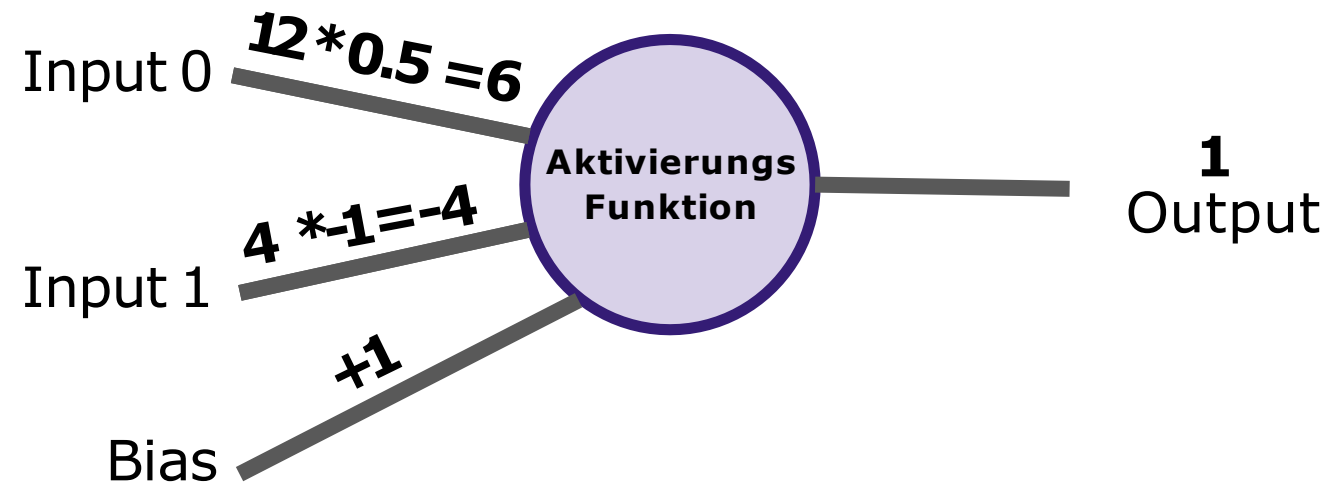 Input 0
12*0.5 =6
Input 1
4 *-1=-4
Bias
+1
Aktivierungs
Funktion
1
Output